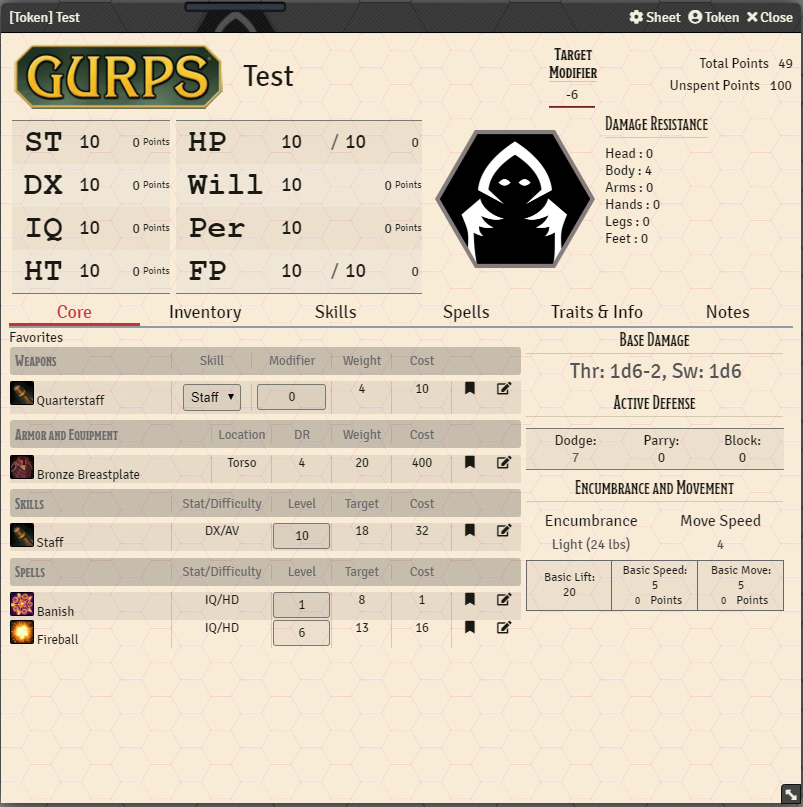 [Token] Test Sheet Token Close
GURPS Test
Target
Modifier
-6
Total Points 49
Unspent Points 100
ST 10 0 Points HP 10 / 10 0
DX 10 0 Points Will 10 0 Points
IQ 10 0 Points Per 10 0 Points
HT 10 0 Points FP 10 / 10 0
Damage Resistance
Head : 0
Body : 4
Arms : 0
Hands : 0
Legs : 0
Feet : 0
Core Inventory Skills Spells Traits & Info Notes
Favorites
Weapons Skill Modifier Weight Cost
Quarterstaff Staff 0 4 10
Armor and Equipment Location DR Weight Cost
Bronze Breastplate Torso 4 20 400
Skills Stat/Difficulty Level Target Cost
Staff DX/AV 10 18 32
Spells Stat/Difficulty Level Target Cost
Banish IQ/HD 1 8 1
Fireball IQ/HD 6 13 16
Base Damage
Thr: 1d6-2, Sw: 1d6
Active Defense
Dodge: Parry: Block:
7 0 0
Encumbrance and Movement
Encumbrance Move Speed
Light (24 lbs) 4
Basic Lift:
20
Basic Speed:
5
0 Points
Basic Move:
5
0 Points